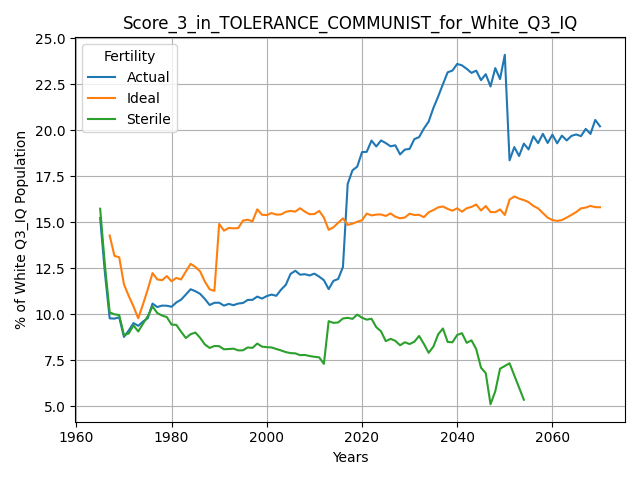 Score_3_in_TOLERANCE_COMMUNIST_for_White_Q3_IQ
% of White Q3_IQ Population
25.0
22.5
20.0
17.5
15.0
12.5
10.0
7.5
5.0
Fertility
Actual
Ideal
Sterile
1960
1980
2000
2020
2040
2060
Years